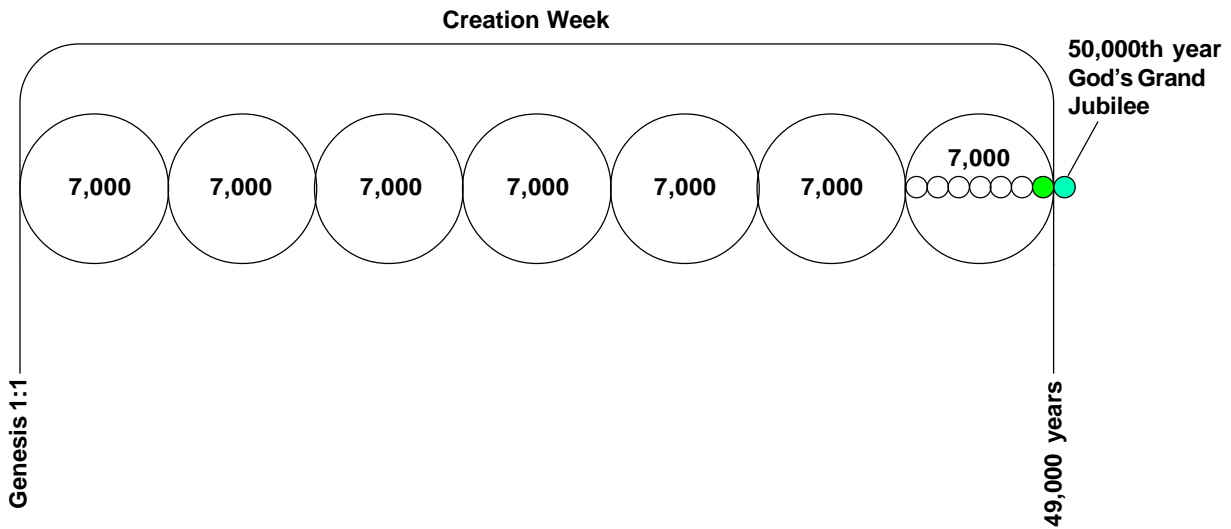 Creation Week
50,000th year
God's Grand
Jubilee
7,000
7,000
7,000
7,000
7,000
7,000
7,000
Genesis 1:1
49,000 years